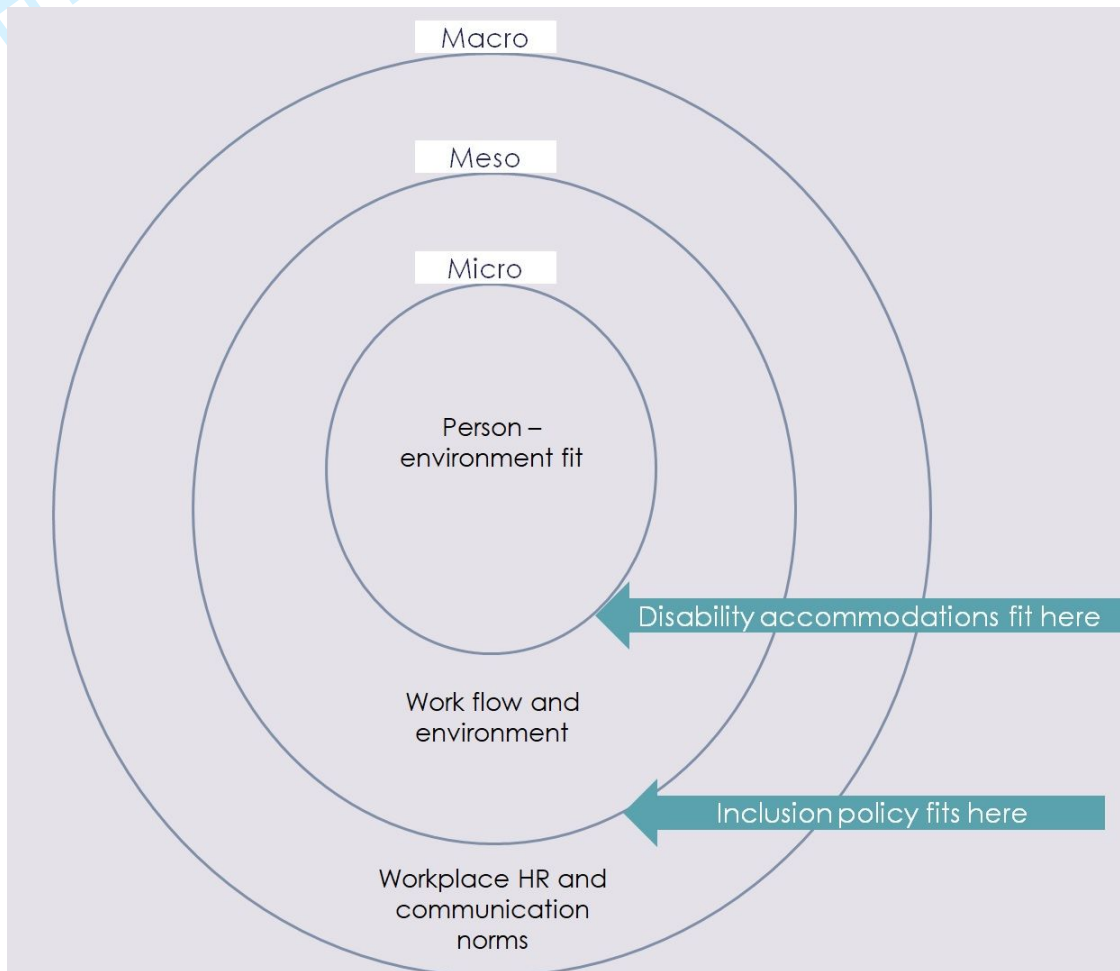 Macro
Meso
Micro
Person –
environment fit
Disability accommodations fit here
Work flow and
environment
Inclusion policy fits here
Workplace HR and
communication
norms